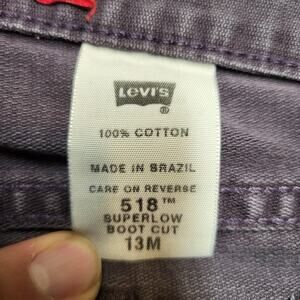 LEVI'S
®
100% COTTON
MADE IN BRAZIL
CARE ON REVERSE
518™
SUPERLOW
BOOT CUT
13M